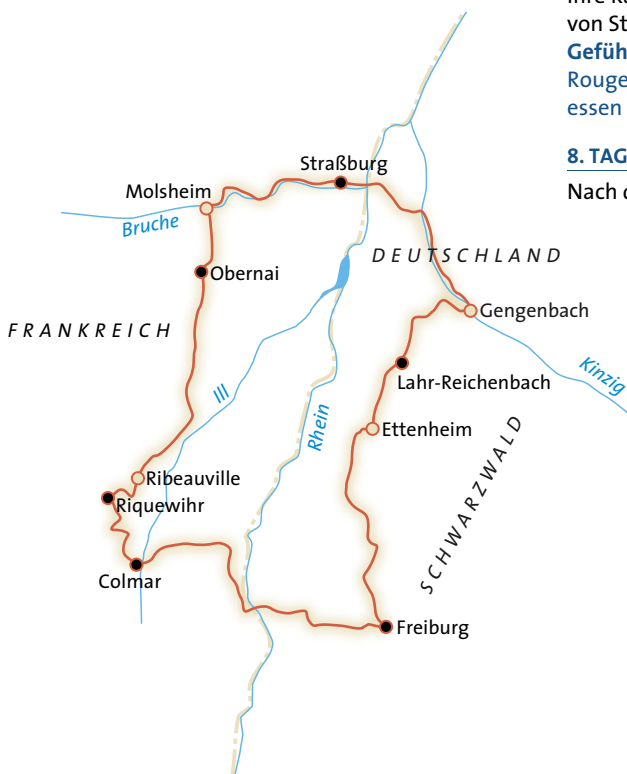 Ihre
von St
Gefüh
Rouge
essen
8. TAG
Nach d
Straßburg
Molsheim
Bruche
DEUTSCHLAND
Obernai
Gengenbach
FRANKREICH
Kinzig
Lahr-Reichenbach
Ill
Rhein
Ettenheim
SCHWARZWALD
Ribeauville
Riquewihr
Colmar
Freiburg